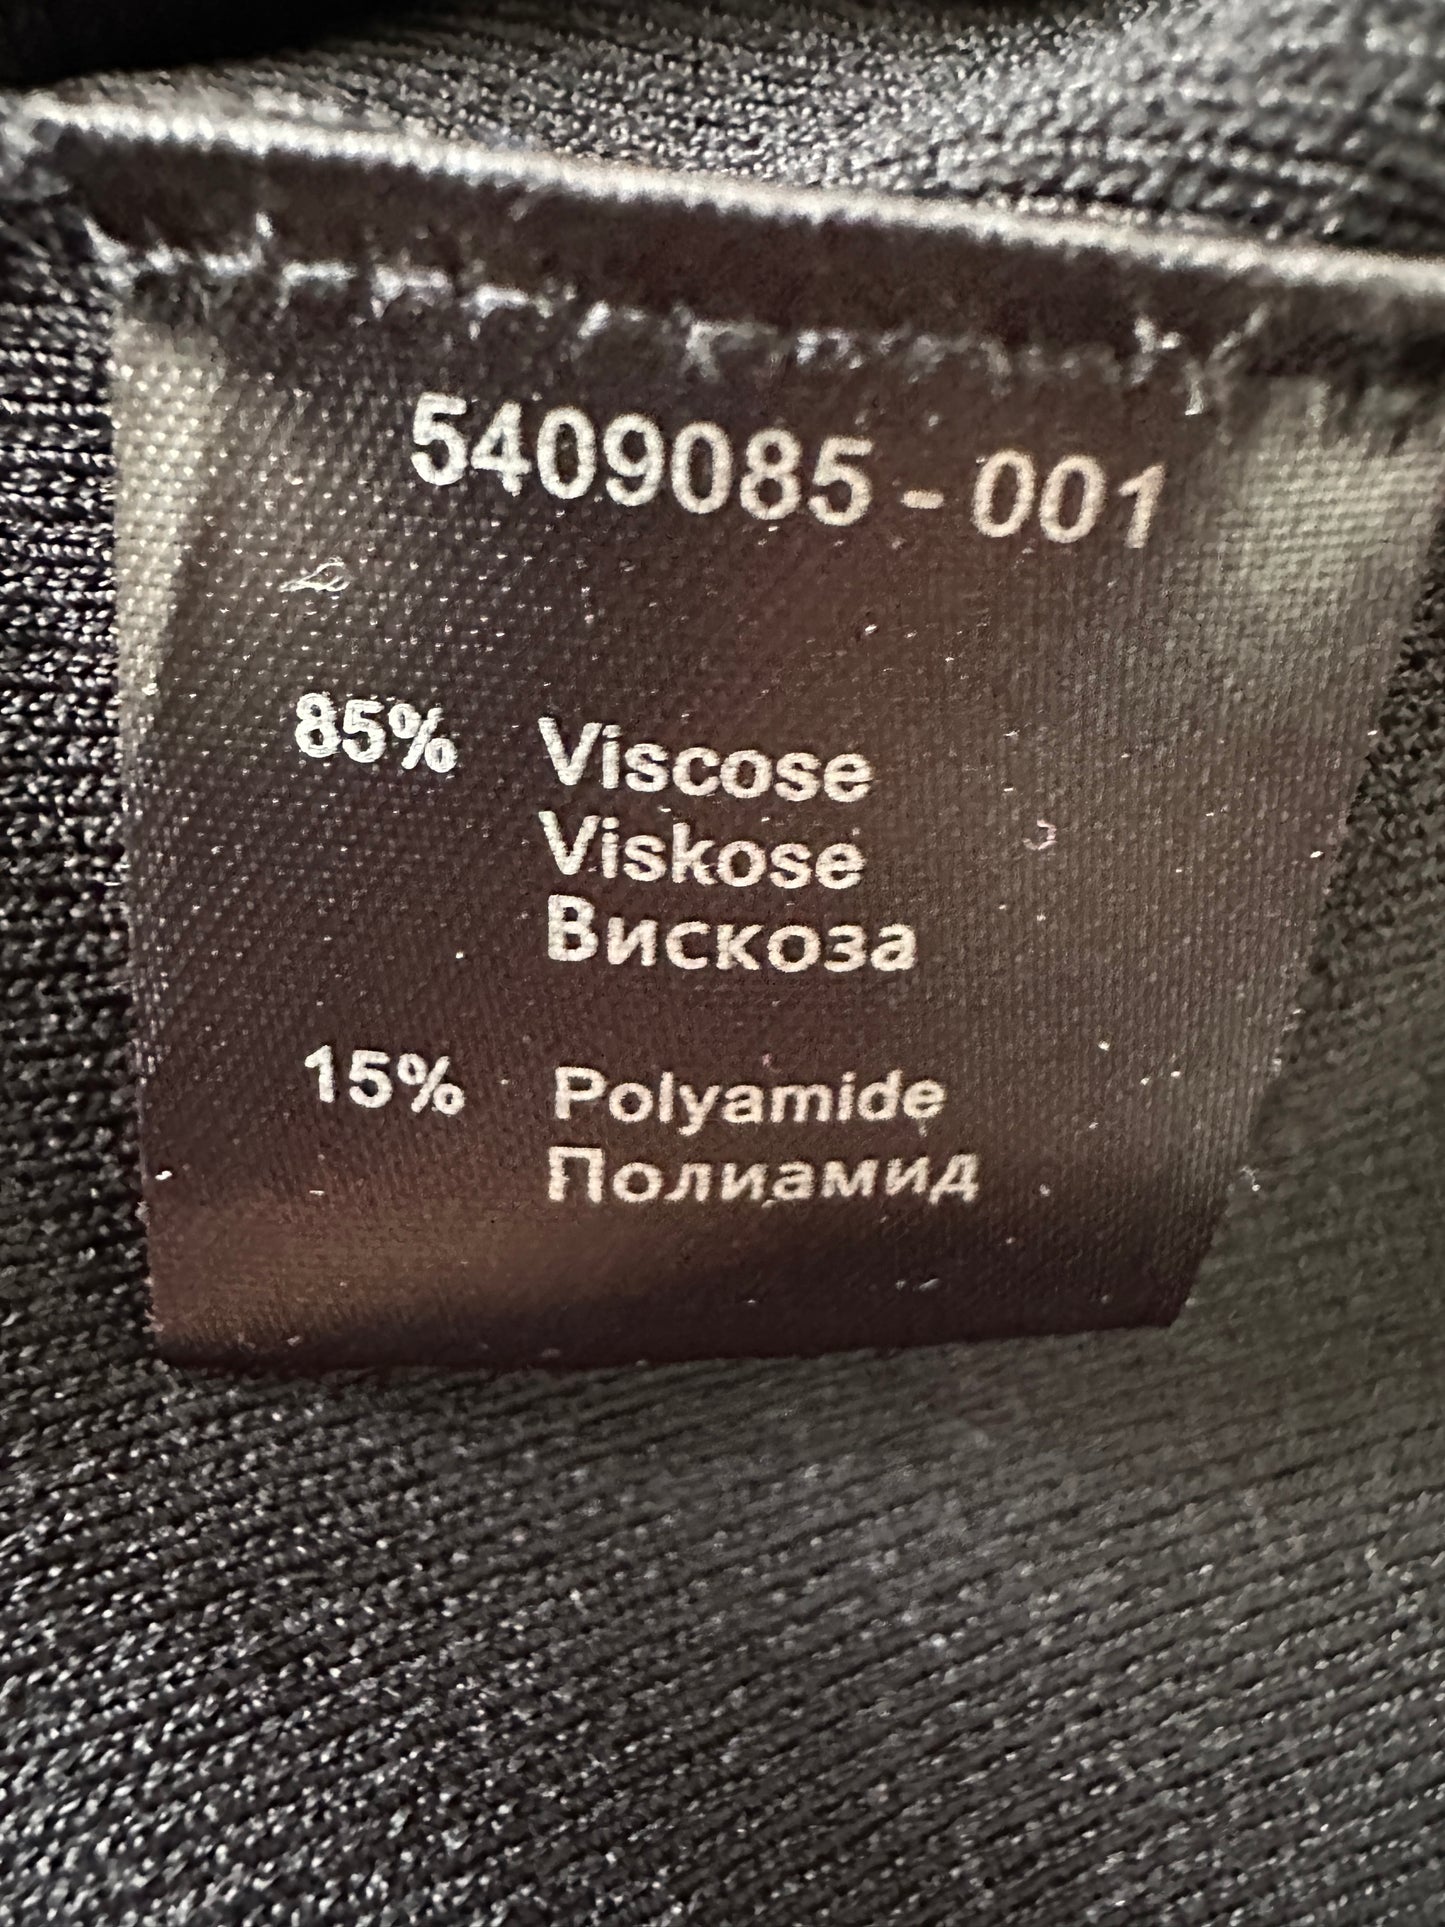 5409085 - 001
85% Viscose
Viskose
Вискоза
15% Polyamide
Полиамид